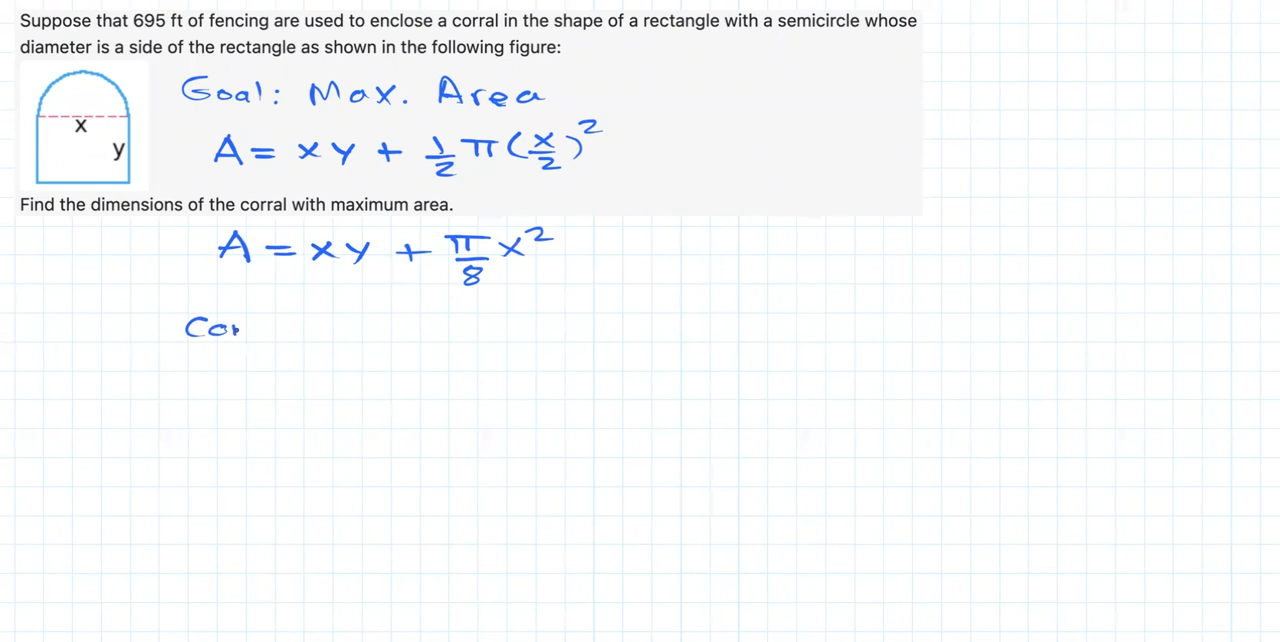 Suppose that 695 ft of fencing are used to enclose a corral in the shape of a rectangle with a semicircle whose
diameter is a side of the rectangle as shown in the following figure:
Goal: Max. Area
x
y
A = xy + 1/2 π (x/2)²
Find the dimensions of the corral with maximum area.
A = xy + π/8 x²
Con